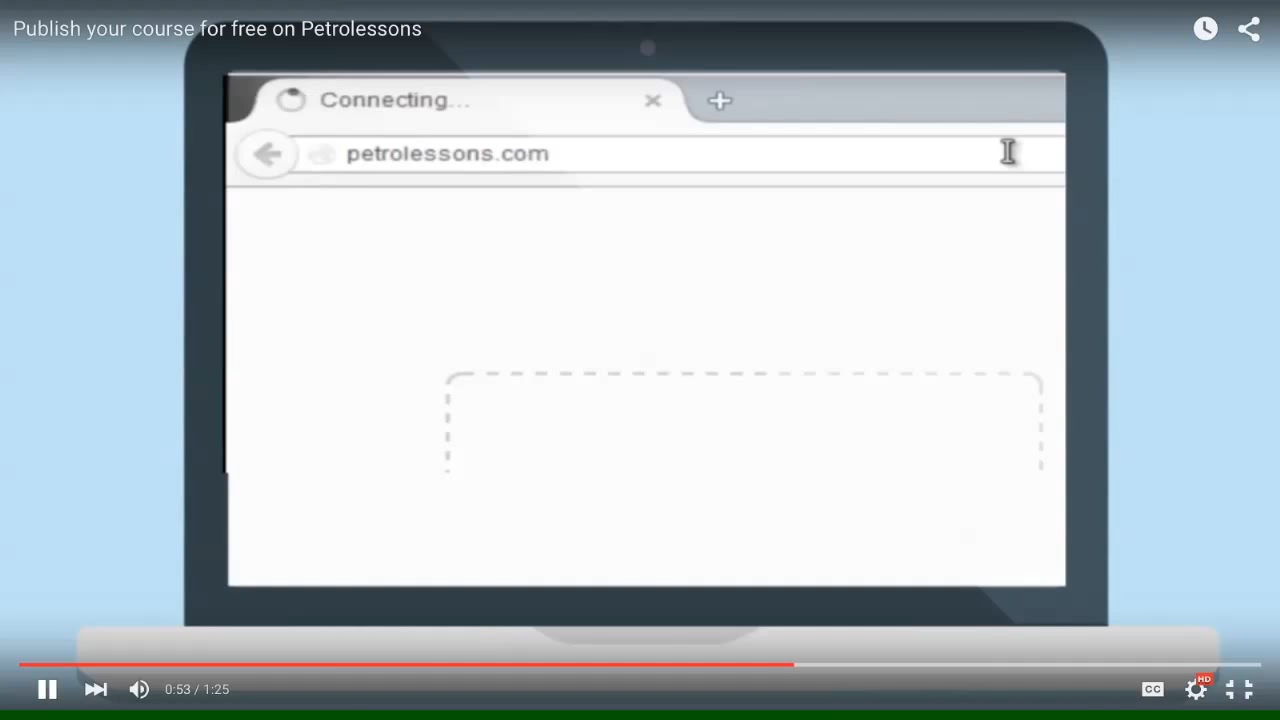 Publish your course for free on Petrolessons
Connecting...
petrolessons.com
0:53 / 1:25
CC
HD